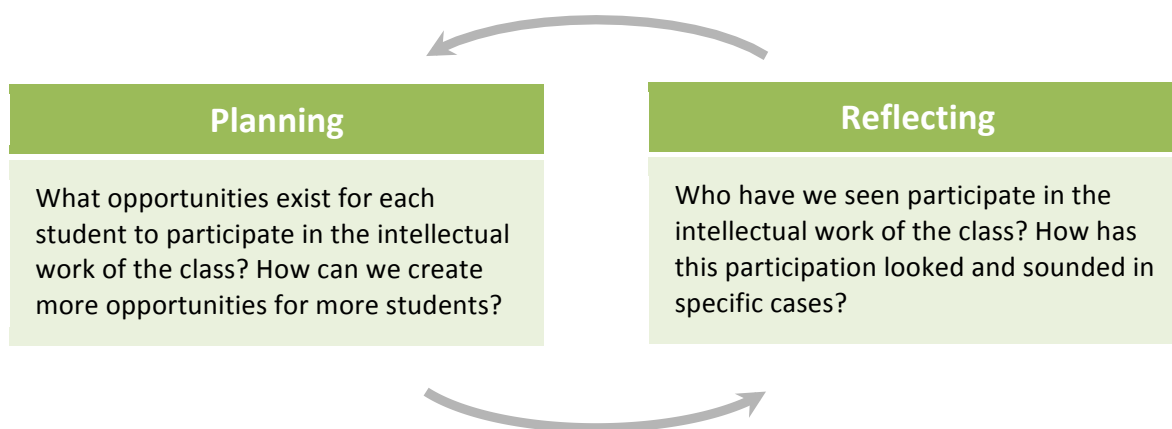 Planning
What opportunities exist for each
student to participate in the intellectual
work of the class? How can we create
more opportunities for more students?
Reflecting
Who have we seen participate in the
intellectual work of the class? How has
this participation looked and sounded in
specific cases?